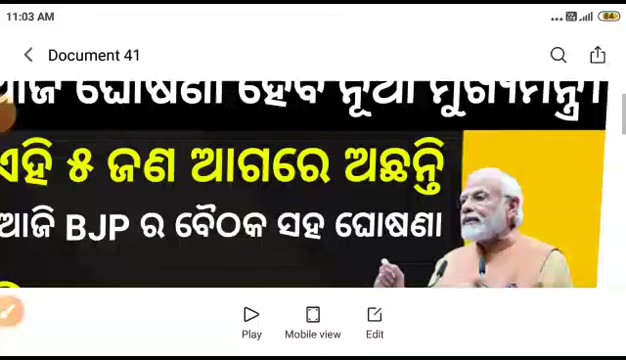 11:03 AM
84
Document 41
ଆଜି ଘୋଷଣା ହେବ ନୂଆ ମୁଖ୍ୟମନ୍ତ୍ରୀ
ଏହି ୫ ଜଣ ଆଗରେ ଅଛନ୍ତି
ଆଜି BJP ର ବୈଠକ ସହ ଘୋଷଣା
Play
Mobile view
Edit